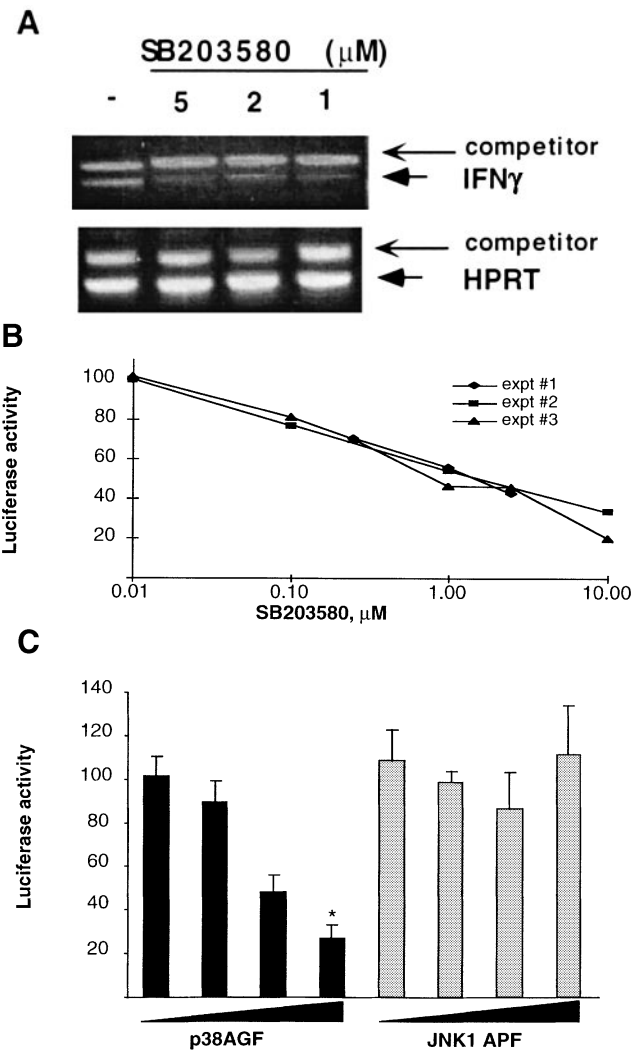 A
SB203580 (μM)
- 5 2 1
competitor
IFNγ
competitor
HPRT
B
Luciferase activity
100
80
60
40
20
expt #1
expt #2
expt #3
0.01 0.10 1.00 10.00
SB203580, μM
C
Luciferase activity
140
120
100
80
60
40
20
*
p38AGF JNK1 APF